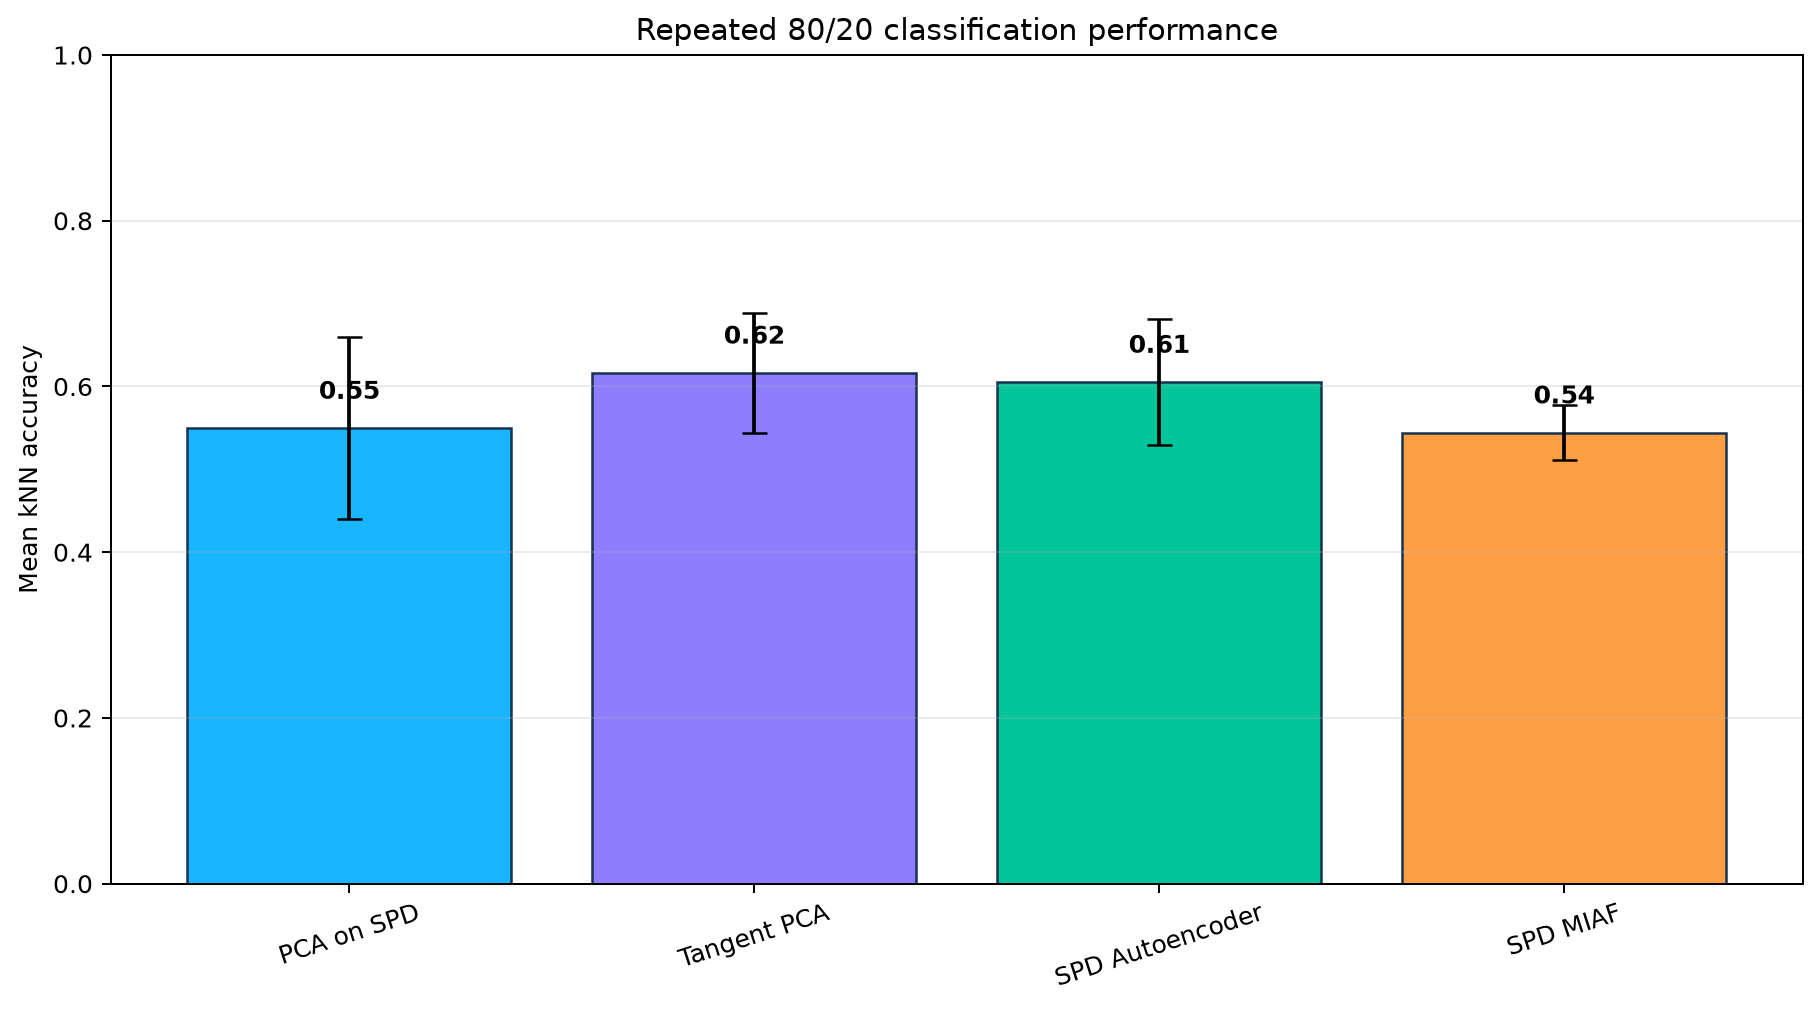 Repeated 80/20 classification performance
Mean kNN accuracy
1.0
0.8
0.6
0.4
0.2
0.0
0.55
0.62
0.61
0.54
PCA on SPD
Tangent PCA
SPD Autoencoder
SPD MIAF